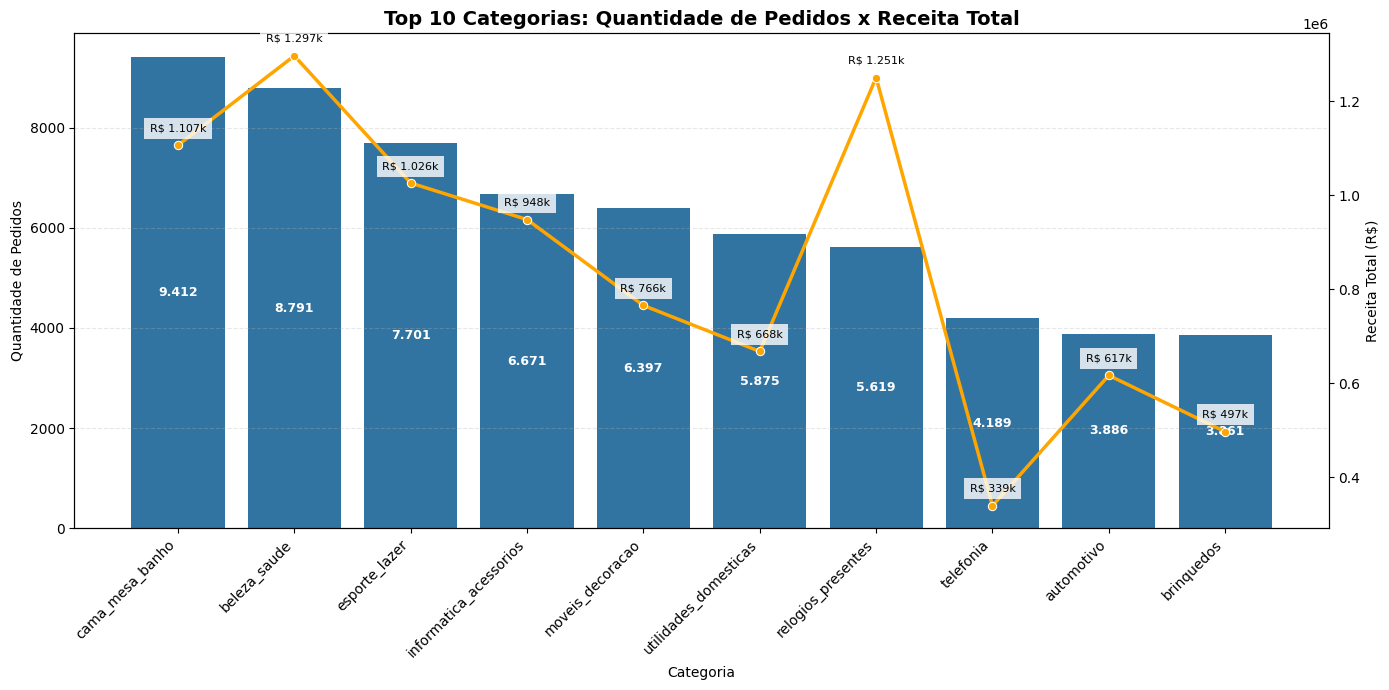 Top 10 Categorias: Quantidade de Pedidos x Receita Total
1e6
R$ 1.297k
R$ 1.251k
R$ 1.107k
R$ 1.026k
R$ 948k
R$ 766k
R$ 668k
R$ 617k
R$ 497k
R$ 339k
9.412
8.791
7.701
6.671
6.397
5.875
5.619
4.189
3.886
8000
6000
4000
2000
0
Quantidade de Pedidos
1.2
1.0
0.8
0.6
0.4
Receita Total (R$)
cama_mesa_banho
beleza_saude
esporte_lazer
informatica_acessorios
moveis_decoracao
utilidades_domesticas
relogios_presentes
telefonia
automotivo
brinquedos
Categoria